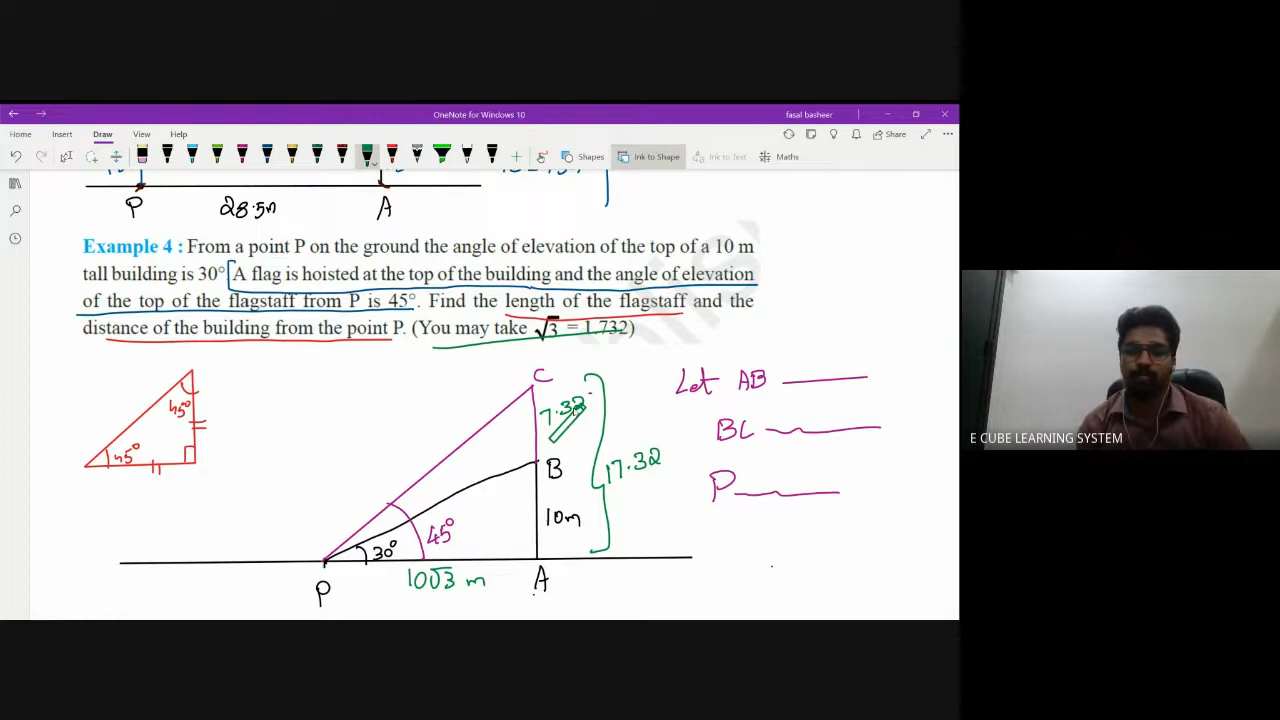 OneNote for Windows 10
fasal basheer
Home Insert Draw View Help
Share
Shapes Ink to Shape Ink to Text Maths
P 28.5m A
Example 4 : From a point P on the ground the angle of elevation of the top of a 10 m
tall building is 30° A flag is hoisted at the top of the building and the angle of elevation
of the top of the flagstaff from P is 45°. Find the length of the flagstaff and the
distance of the building from the point P. (You may take √3 = 1.732)
C
Let AB
45°
7.32
BC
45°
B
17.32
P
10m
45°
30°
10√3 m
P
A
E CUBE LEARNING SYSTEM